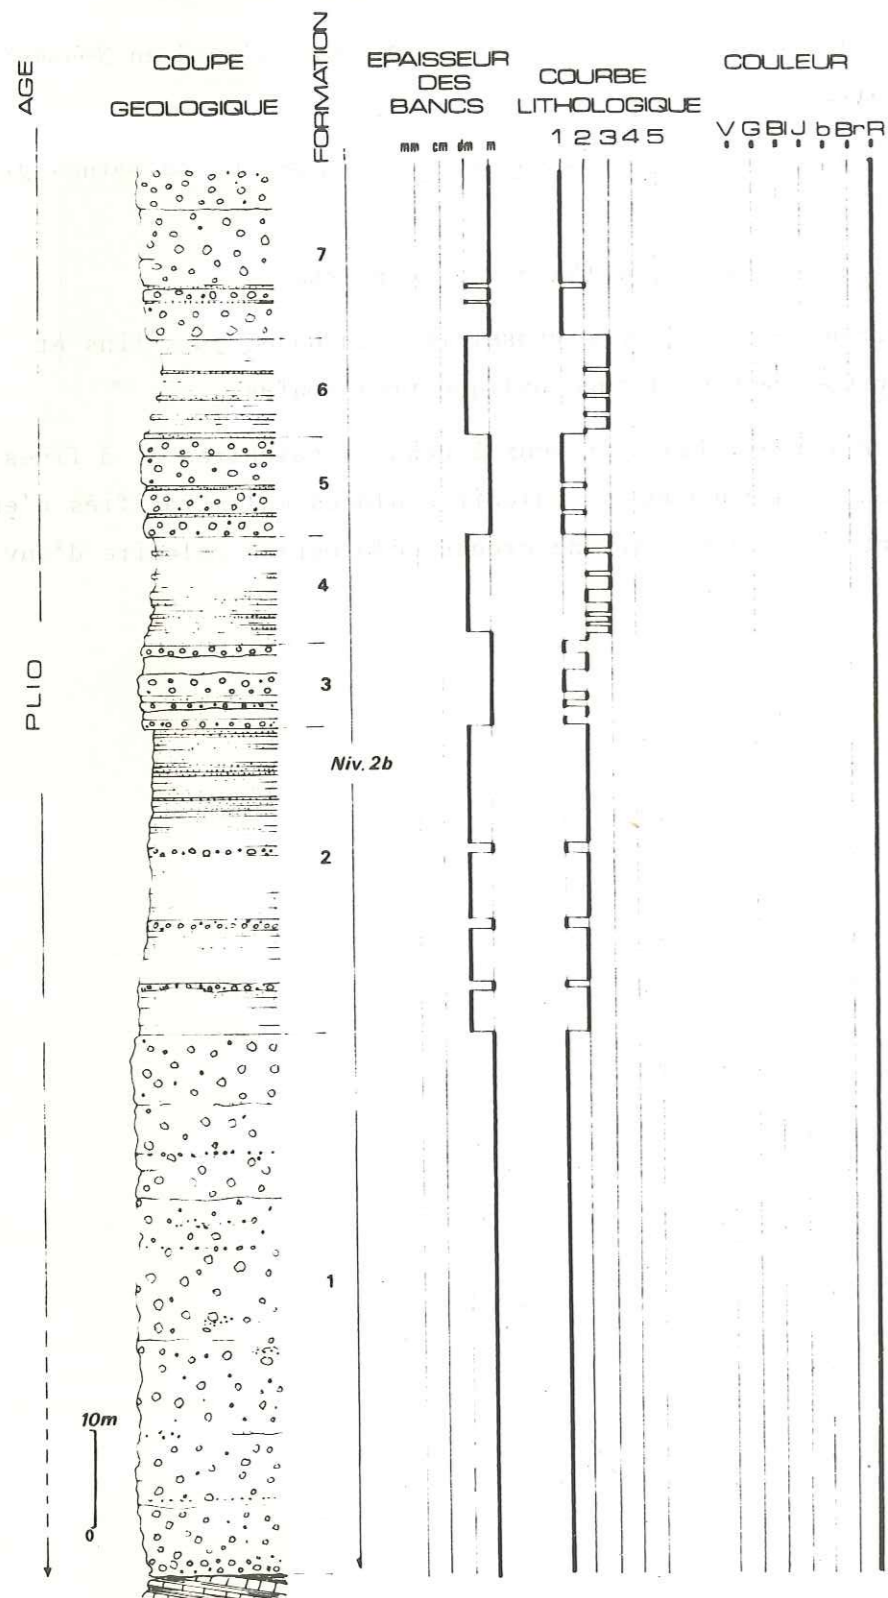 AGE
COUPE
GEOLOGIQUE
FORMATION
EPAISSEUR
DES
BANCS
mm cm dm m
COURBE
LITHOLOGIQUE
1 2 3 4 5
COULEUR
V G Bl J b Br R
7
6
5
4
3
PLIO
Niv. 2b
2
1
10m
0